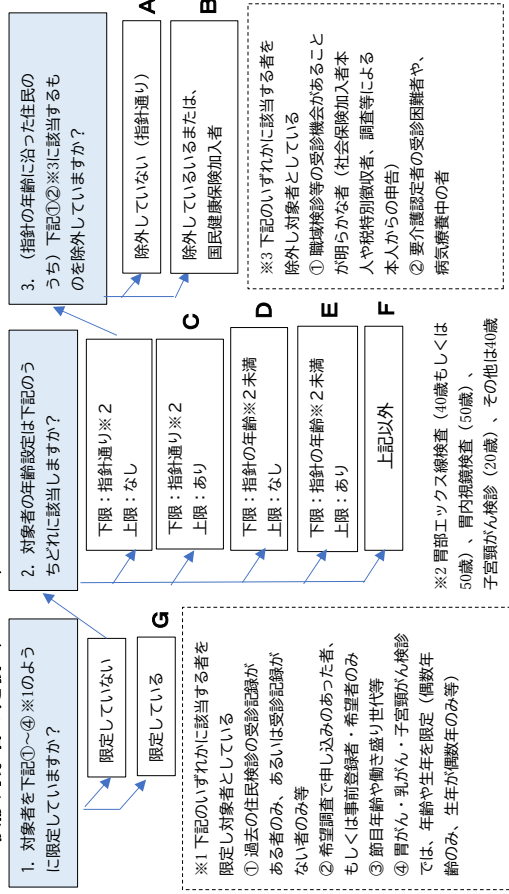 1. 対象者を下記①～④ ※1のよう
に限定していますか？
限定していない
限定している
G
※1 下記のいずれかに該当する者を
限定し対象者としている
① 過去の住民検診の受診記録が
ある者のみ、あるいは受診記録が
ない者のみ等
② 希望調査で申し込みのあった者、
もしくは事前登録者・希望者のみ
③ 節目年齢や働き盛り世代等
④ 胃がん・乳がん・子宮頸がん検診
では、年齢や生年を限定（偶数年
齢のみ、生年が偶数年のみ等）
2. 対象者の年齢設定は下記のう
ちどれに該当しますか？
下限：指針通り※2
上限：なし
下限：指針通り※2
上限：あり
C
下限：指針の年齢※2未満
上限：なし
D
下限：指針の年齢※2未満
上限：あり
E
上記以外
F
※2 胃部エックス線検査（40歳もしくは
50歳）、胃内視鏡検査（50歳）、
子宮頸がん検診（20歳）、その他は40歳
3. （指針の年齢に沿った住民の
うち）下記①②※3に該当するも
のを除外していますか？
除外していない（指針通り）
A
除外しているいるまたは、
国民健康保険加入者
B
※3 下記のいずれかに該当する者を
除外し対象者としている
① 職域検診等の受診機会があること
が明らかな者（社会保険加入者本
人や税特別徴収者、調査等による
本人からの申告）
② 要介護認定者の受診困難者や、
病気療養中の者